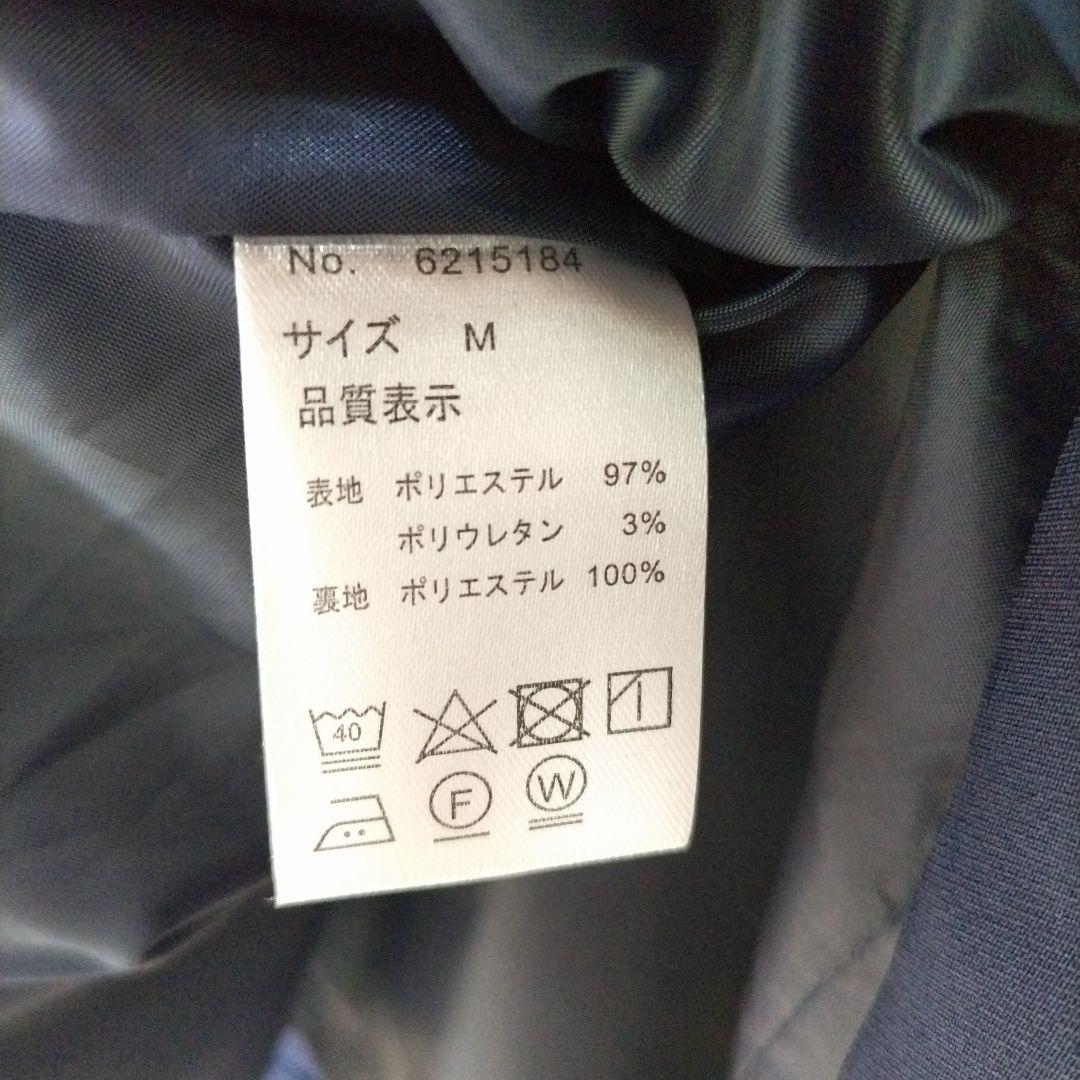 No. 6215184
サイズ M
品質表示
表地 ポリエステル 97%
ポリウレタン 3%
裏地 ポリエステル 100%
40
F W